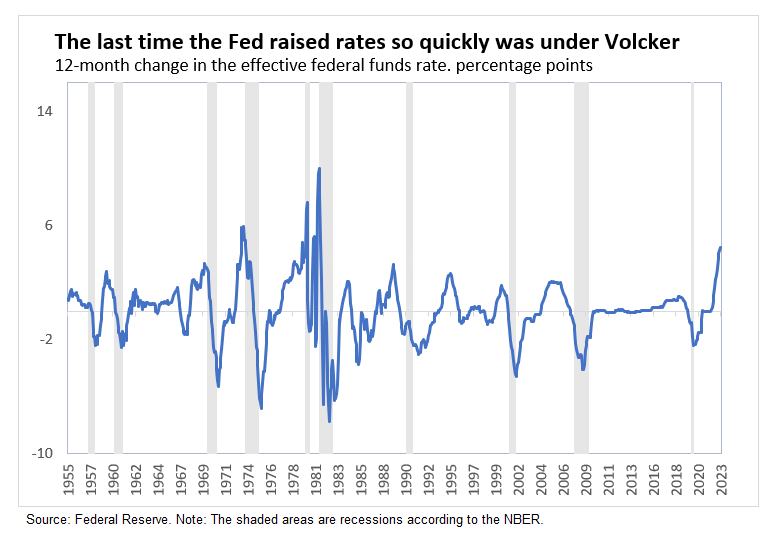 The last time the Fed raised rates so quickly was under Volcker
12-month change in the effective federal funds rate. percentage points
14
6
-2
-10
1955 1957 1960 1962 1964 1967 1969 1971 1974 1976 1978 1981 1983 1985 1988 1990 1992 1995 1997 1999 2002 2004 2006 2009 2011 2013 2016 2018 2020 2023
Source: Federal Reserve. Note: The shaded areas are recessions according to the NBER.